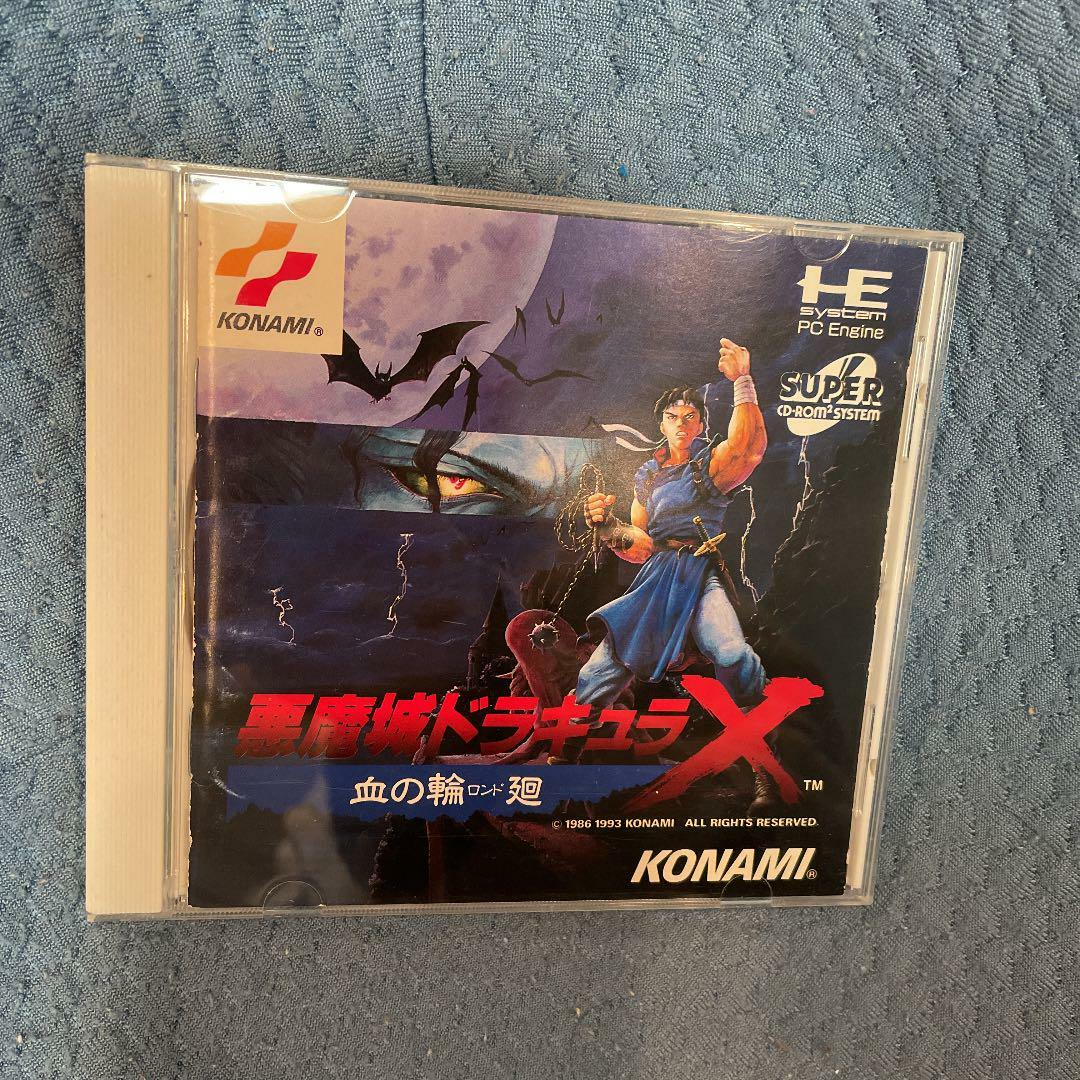 KONAMI®
HE
system
PC Engine
SUPER
CD-ROM² SYSTEM
悪魔城ドラキュラX
TM
血の輪ロンド廻
© 1986 1993 KONAMI ALL RIGHTS RESERVED.
KONAMI®